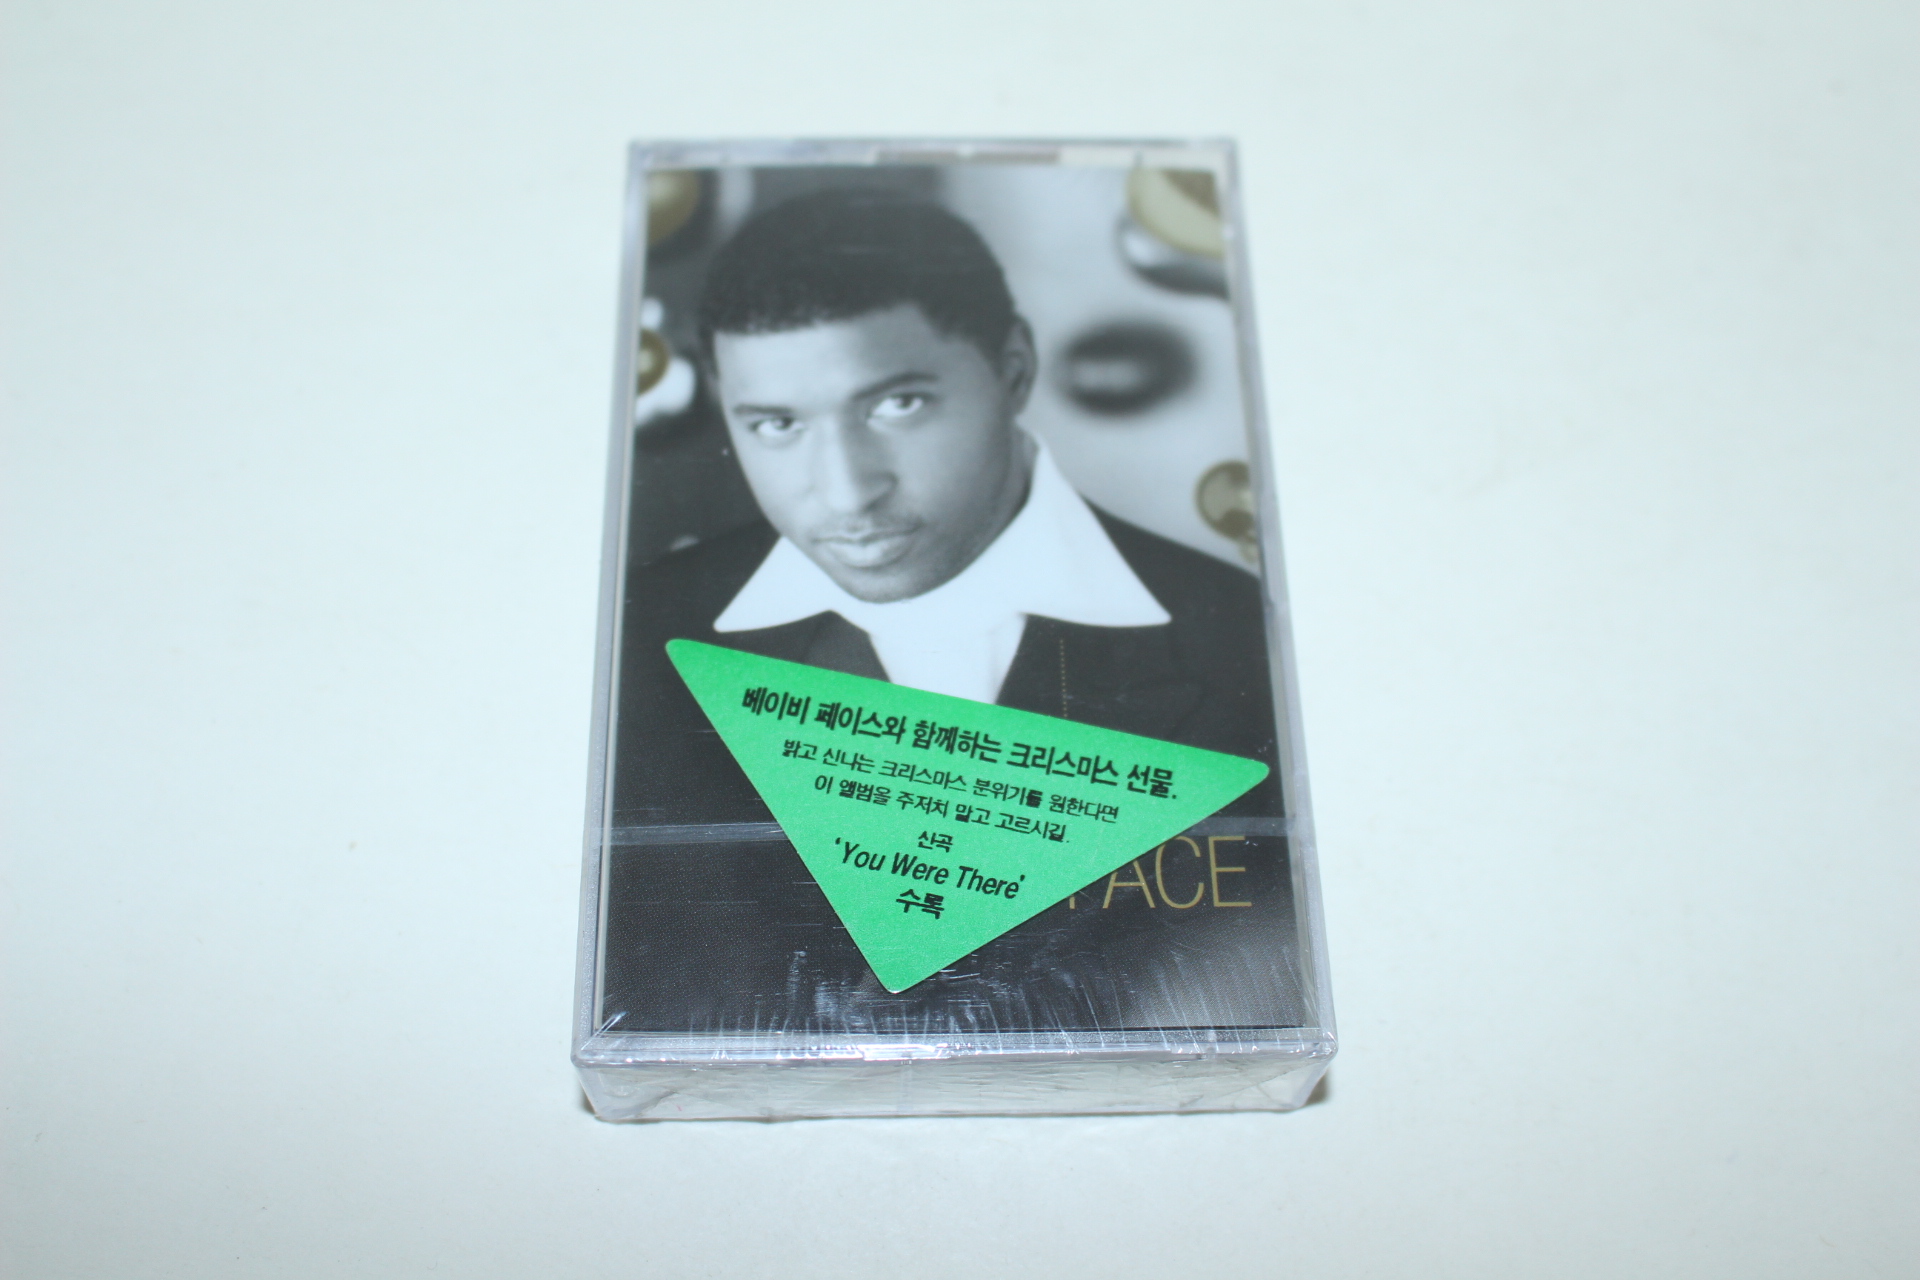 베이비 페이스와 함께하는 크리스마스 선물.
밝고 신나는 크리스마스 분위기를 원한다면
이 앨범을 주저치 말고 고르시길.
신곡
'You Were There'
수록
FACE